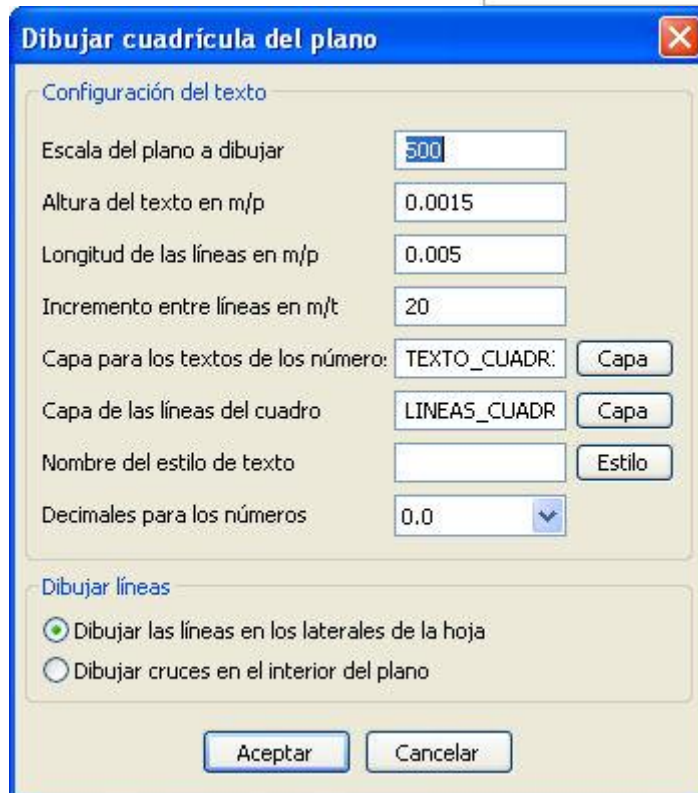 Dibujar cuadrícula del plano
Configuración del texto
Escala del plano a dibujar 500
Altura del texto en m/p 0.0015
Longitud de las líneas en m/p 0.005
Incremento entre líneas en m/t 20
Capa para los textos de los número: TEXTO_CUADR. Capa
Capa de las líneas del cuadro LINEAS_CUADR Capa
Nombre del estilo de texto Estilo
Decimales para los números 0.0
Dibujar líneas
Dibujar las líneas en los laterales de la hoja
Dibujar cruces en el interior del plano
Aceptar Cancelar